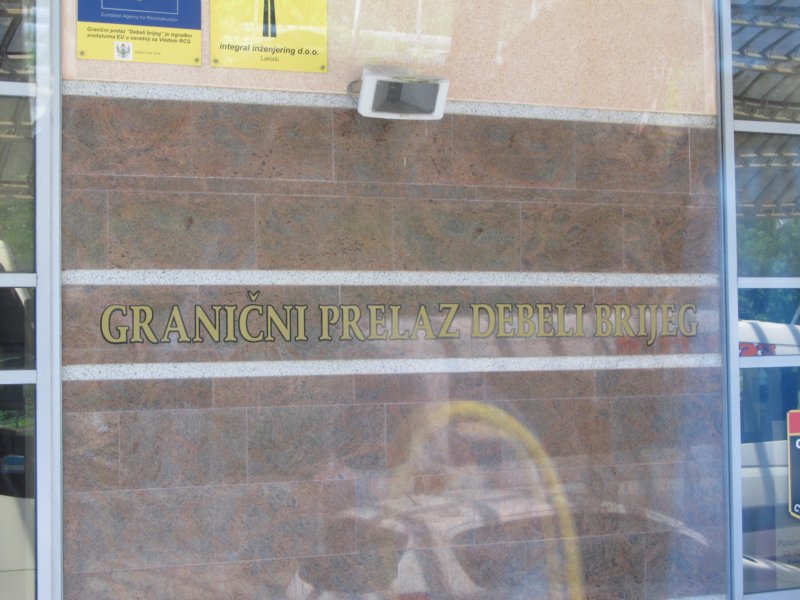 European Agency for Reconstruction
Granični prelaz "Debeli brijeg" je izgrađen
sredstvima EU u saradnji sa Vladom RCG
integral inženjering d.o.o.
Laktaši
GRANIČNI PRELAZ DEBELI BRIJEG